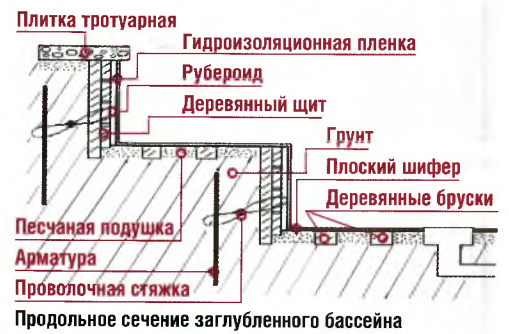 Плитка тротуарная
Гидроизоляционная пленка
Рубероид
Деревянный щит
Грунт
Плоский шифер
Деревянные бруски
Песчаная подушка
Арматура
Проволочная стяжка
Продольное сечение заглубленного бассейна